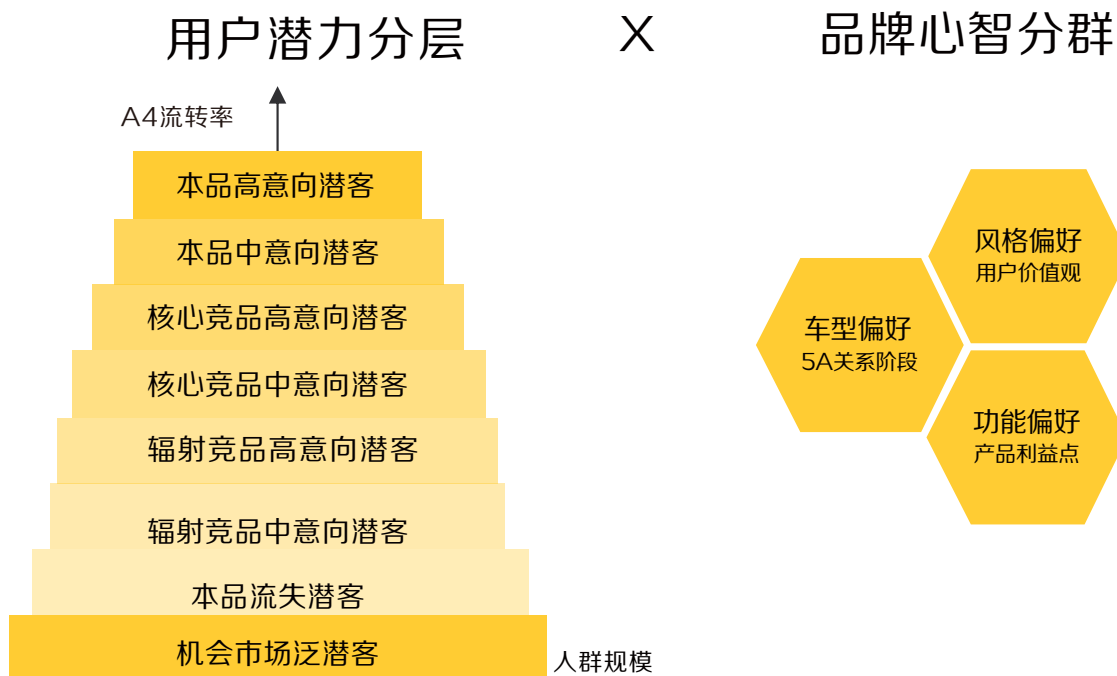 用户潜力分层
X
品牌心智分群
A4流转率
本品高意向潜客
本品中意向潜客
核心竞品高意向潜客
核心竞品中意向潜客
辐射竞品高意向潜客
辐射竞品中意向潜客
本品流失潜客
机会市场泛潜客
人群规模
风格偏好
用户价值观
车型偏好
5A关系阶段
功能偏好
产品利益点